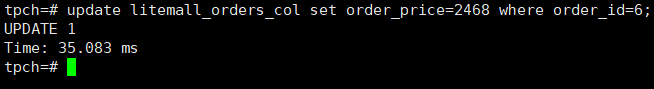 tpch=# update litemall_orders_col set order_price=2468 where order_id=6;
UPDATE 1
Time: 35.083 ms
tpch=#